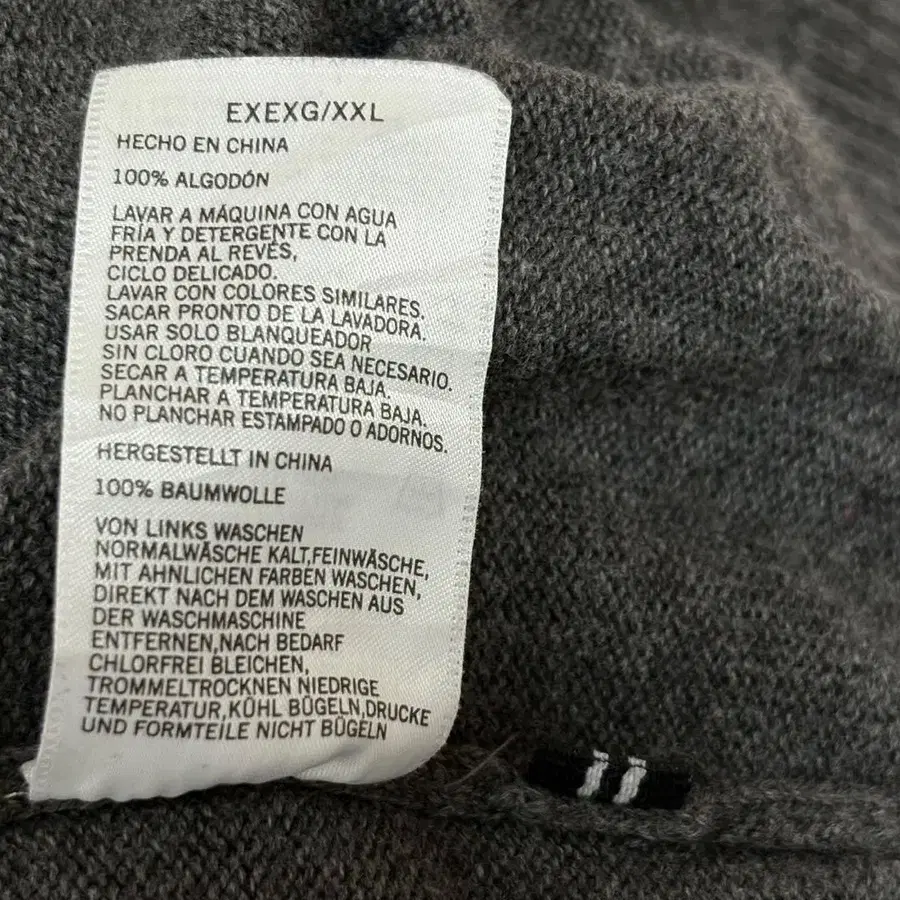 EXEXG/XXL
HECHO EN CHINA
100% ALGODÓN
LAVAR A MÁQUINA CON AGUA
FRÍA Y DETERGENTE CON LA
PRENDA AL REVÉS,
CICLO DELICADO.
LAVAR CON COLORES SIMILARES.
SACAR PRONTO DE LA LAVADORA.
USAR SOLO BLANQUEADOR
SIN CLORO CUANDO SEA NECESARIO.
SECAR A TEMPERATURA BAJA.
PLANCHAR A TEMPERATURA BAJA.
NO PLANCHAR ESTAMPADO O ADORNOS.
HERGESTELLT IN CHINA
100% BAUMWOLLE
VON LINKS WASCHEN
NORMALWÄSCHE KALT,FEINWÄSCHE,
MIT AHNLICHEN FARBEN WASCHEN,
DIREKT NACH DEM WASCHEN AUS
DER WASCHMASCHINE
ENTFERNEN,NACH BEDARF
CHLORFREI BLEICHEN,
TROMMELTROCKNEN NIEDRIGE
TEMPERATUR,KÜHL BÜGELN,DRUCKE
UND FORMTEILE NICHT BÜGELN